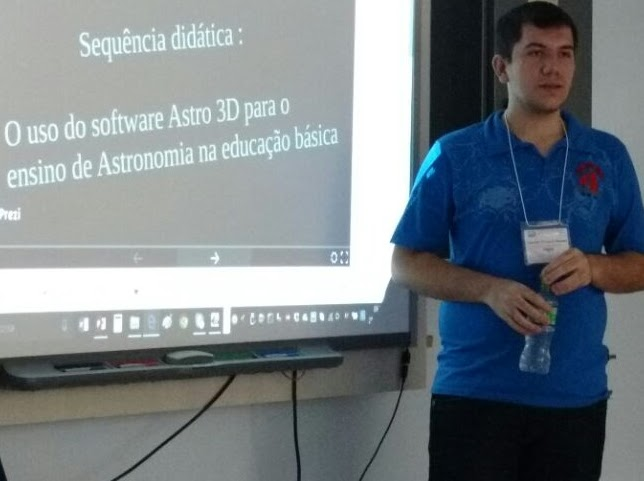 Sequência didática :
O uso do software Astro 3D para o
ensino de Astronomia na educação básica
Prezi